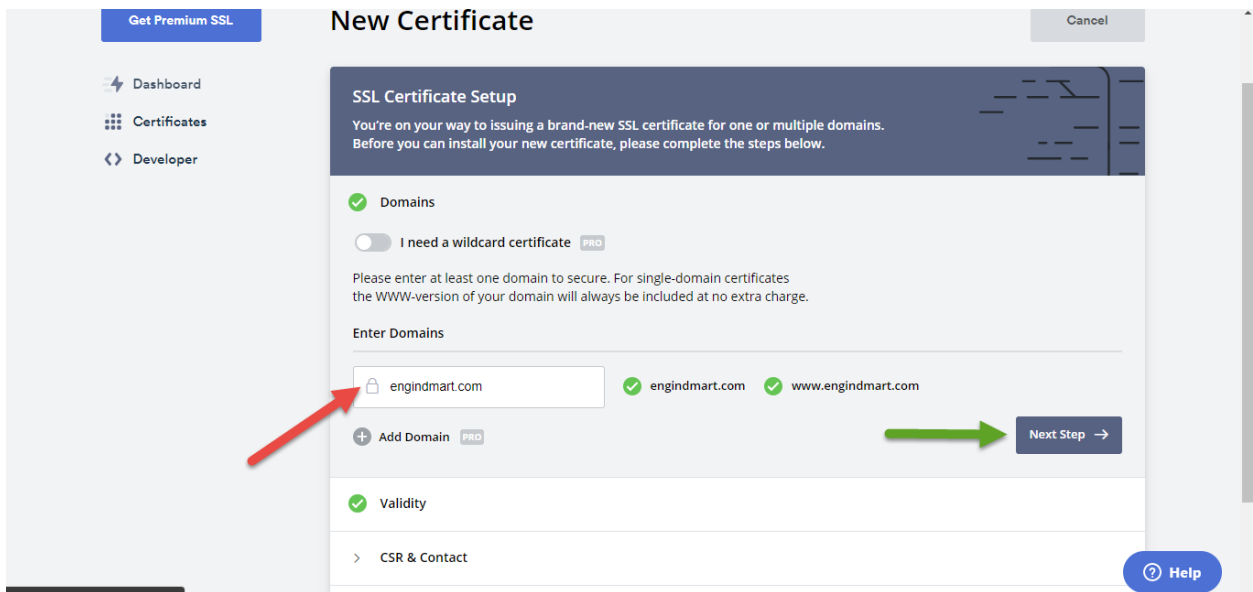 Get Premium SSL
New Certificate
Cancel
Dashboard
Certificates
Developer
SSL Certificate Setup
You're on your way to issuing a brand-new SSL certificate for one or multiple domains.
Before you can install your new certificate, please complete the steps below.
Domains
I need a wildcard certificate PRO
Please enter at least one domain to secure. For single-domain certificates
the WWW-version of your domain will always be included at no extra charge.
Enter Domains
engindmart.com engindmart.com www.engindmart.com
Add Domain PRO
Next Step
Validity
CSR & Contact
Help